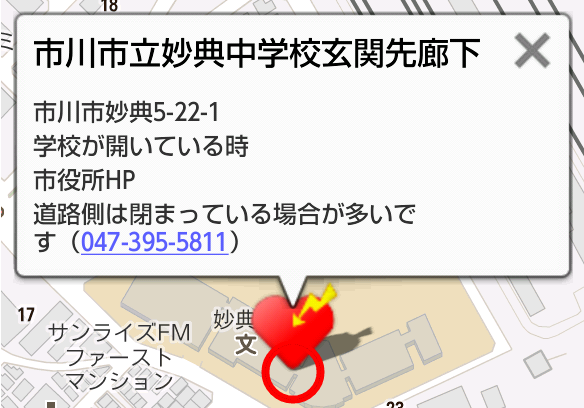 18
市川市立妙典中学校玄関先廊下
市川市妙典5-22-1
学校が開いている時
市役所HP
道路側は閉まっている場合が多いで
す（047-395-5811）
17
サンライズFM
ファースト
マンション
妙典
文
23